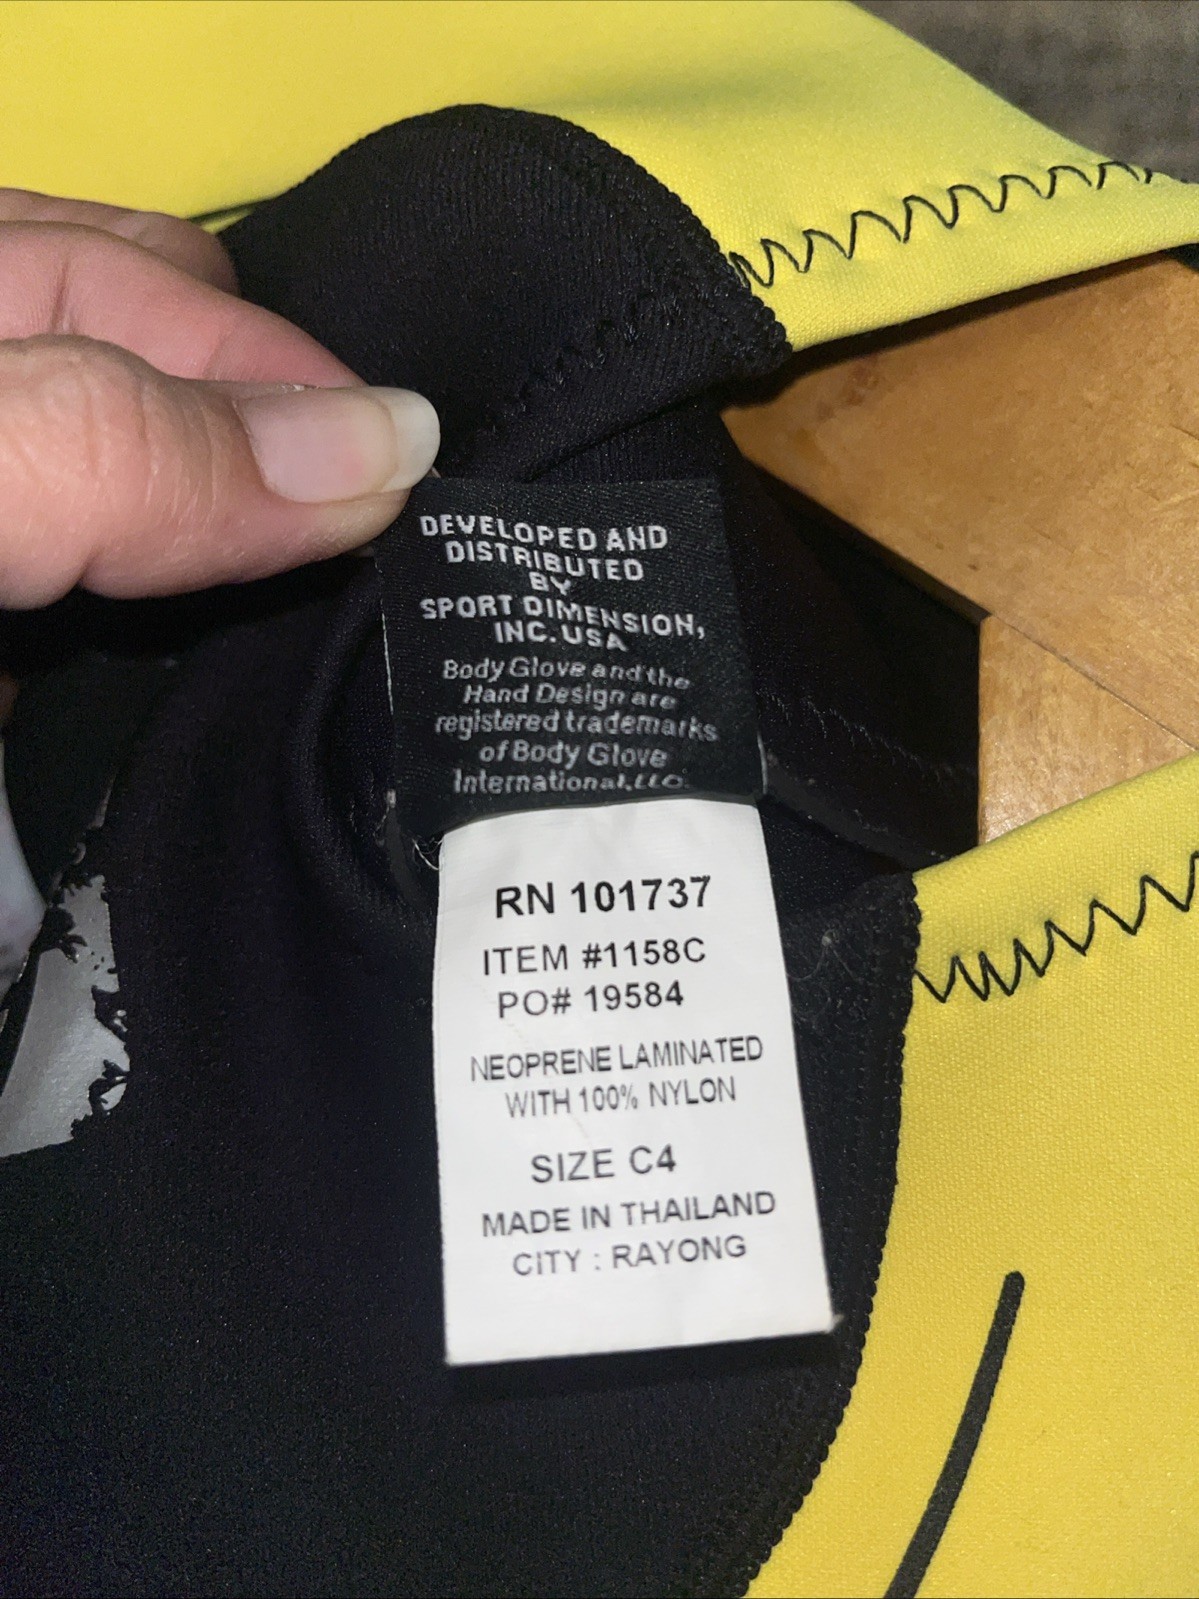 DEVELOPED AND
DISTRIBUTED
BY
SPORT DIMENSION,
INC. USA
Body Glove and the
Hand Design are
registered trademarks
of Body Glove
International, LLC.
RN 101737
ITEM #1158C
PO# 19584
NEOPRENE LAMINATED
WITH 100% NYLON
SIZE C4
MADE IN THAILAND
CITY : RAYONG